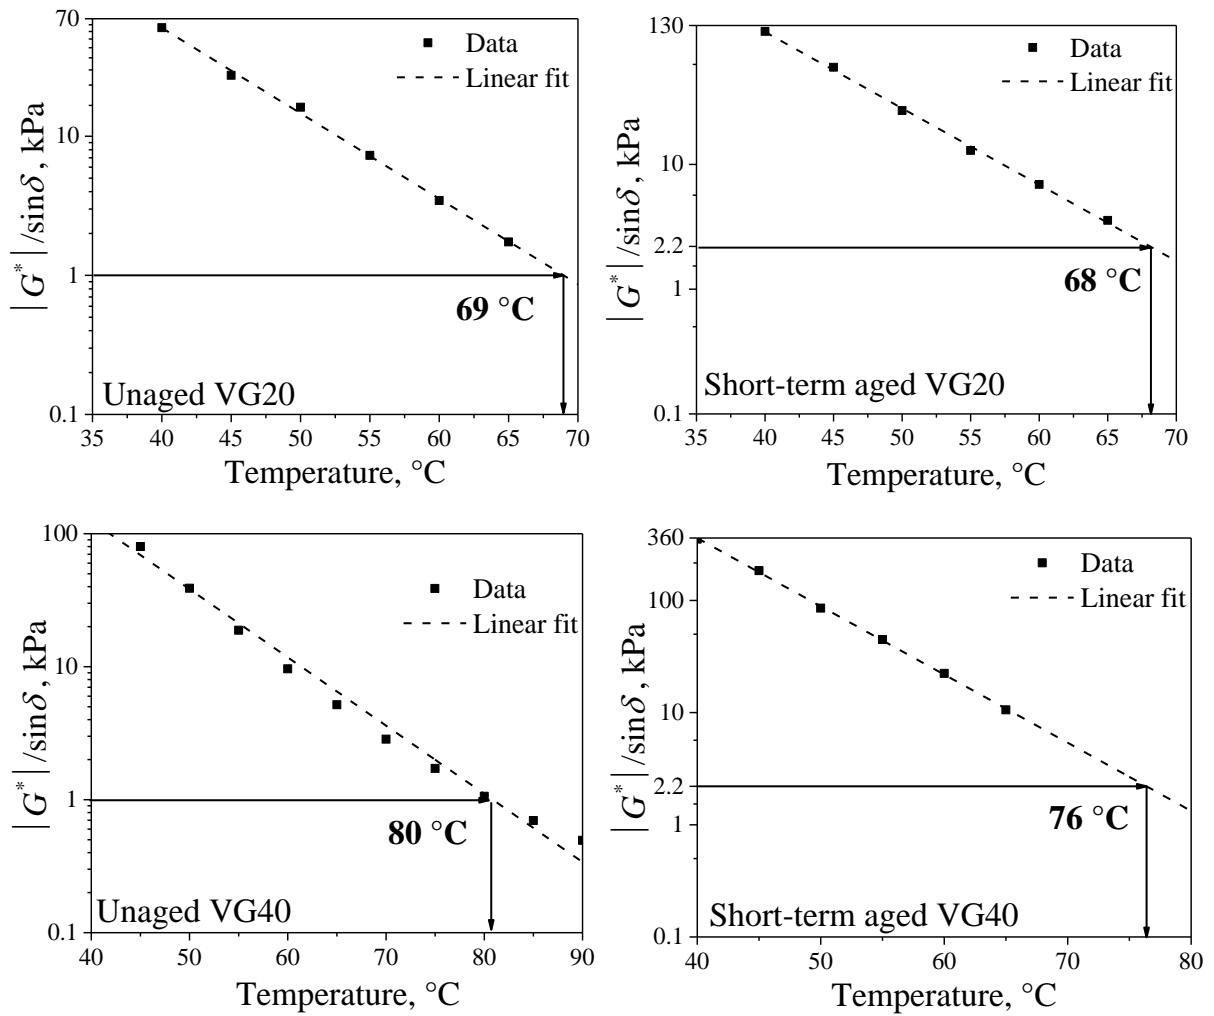 70
10
1
0.1
|G*|/sinδ, kPa
Data
Linear fit
69 °C
Unaged VG20
35 40 45 50 55 60 65 70
Temperature, °C
130
10
2.2
1
0.1
|G*|/sinδ, kPa
Data
Linear fit
68 °C
Short-term aged VG20
35 40 45 50 55 60 65 70
Temperature, °C
100
10
1
0.1
|G*|/sinδ, kPa
Data
Linear fit
80 °C
Unaged VG40
40 50 60 70 80 90
Temperature, °C
360
100
10
2.2
1
0.1
|G*|/sinδ, kPa
Data
Linear fit
76 °C
Short-term aged VG40
40 50 60 70 80
Temperature, °C